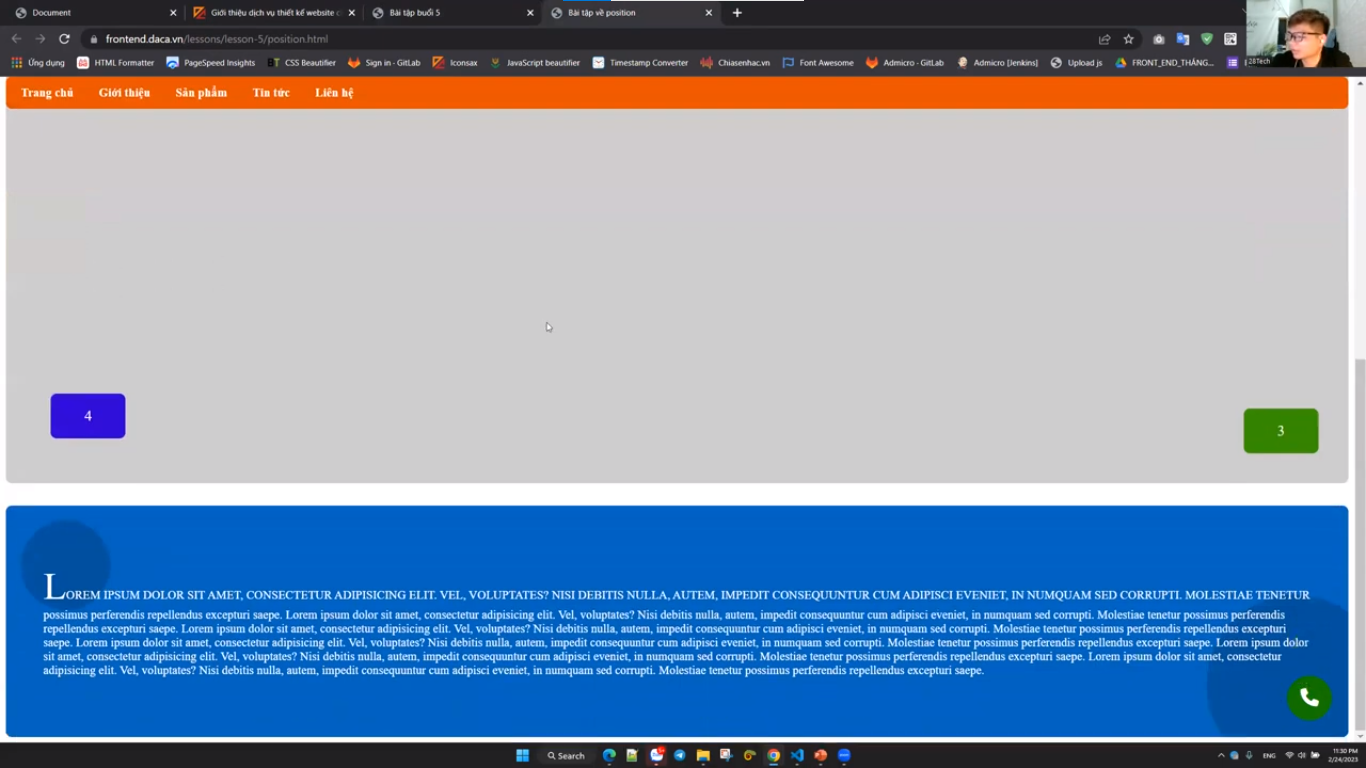 Document
Giới thiệu dịch vụ thiết kế website c
Bài tập buổi 5
Bài tập về position
frontend.daca.vn/lessons/lesson-5/position.html
Ứng dụng
HTML Formatter
PageSpeed Insights
CSS Beautifier
Sign in · GitLab
Iconsax
JavaScript beautifier
Timestamp Converter
Chiasenhac.vn
Font Awesome
Admicro · GitLab
Admicro [Jenkins]
Upload js
FRONT_END_THÁNG...
28Tech
Trang chủ Giới thiệu Sản phẩm Tin tức Liên hệ
4
3
LOREM IPSUM DOLOR SIT AMET, CONSECTETUR ADIPISICING ELIT. VEL, VOLUPTATES? NISI DEBITIS NULLA, AUTEM, IMPEDIT CONSEQUUNTUR CUM ADIPISCI EVENIET, IN NUMQUAM SED CORRUPTI. MOLESTIAE TENETUR
possimus perferendis repellendus excepturi saepe. Lorem ipsum dolor sit amet, consectetur adipisicing elit. Vel, voluptates? Nisi debitis nulla, autem, impedit consequuntur cum adipisci eveniet, in numquam sed corrupti. Molestiae tenetur possimus perferendis
repellendus excepturi saepe. Lorem ipsum dolor sit amet, consectetur adipisicing elit. Vel, voluptates? Nisi debitis nulla, autem, impedit consequuntur cum adipisci eveniet, in numquam sed corrupti. Molestiae tenetur possimus perferendis repellendus excepturi
saepe. Lorem ipsum dolor sit amet, consectetur adipisicing elit. Vel, voluptates? Nisi debitis nulla, autem, impedit consequuntur cum adipisci eveniet, in numquam sed corrupti. Molestiae tenetur possimus perferendis repellendus excepturi saepe. Lorem ipsum dolor
sit amet, consectetur adipisicing elit. Vel, voluptates? Nisi debitis nulla, autem, impedit consequuntur cum adipisci eveniet, in numquam sed corrupti. Molestiae tenetur possimus perferendis repellendus excepturi saepe. Lorem ipsum dolor sit amet, consectetur
adipisicing elit. Vel, voluptates? Nisi debitis nulla, autem, impedit consequuntur cum adipisci eveniet, in numquam sed corrupti. Molestiae tenetur possimus perferendis repellendus excepturi saepe.
Search
ENG
11:30 PM
2/24/2023